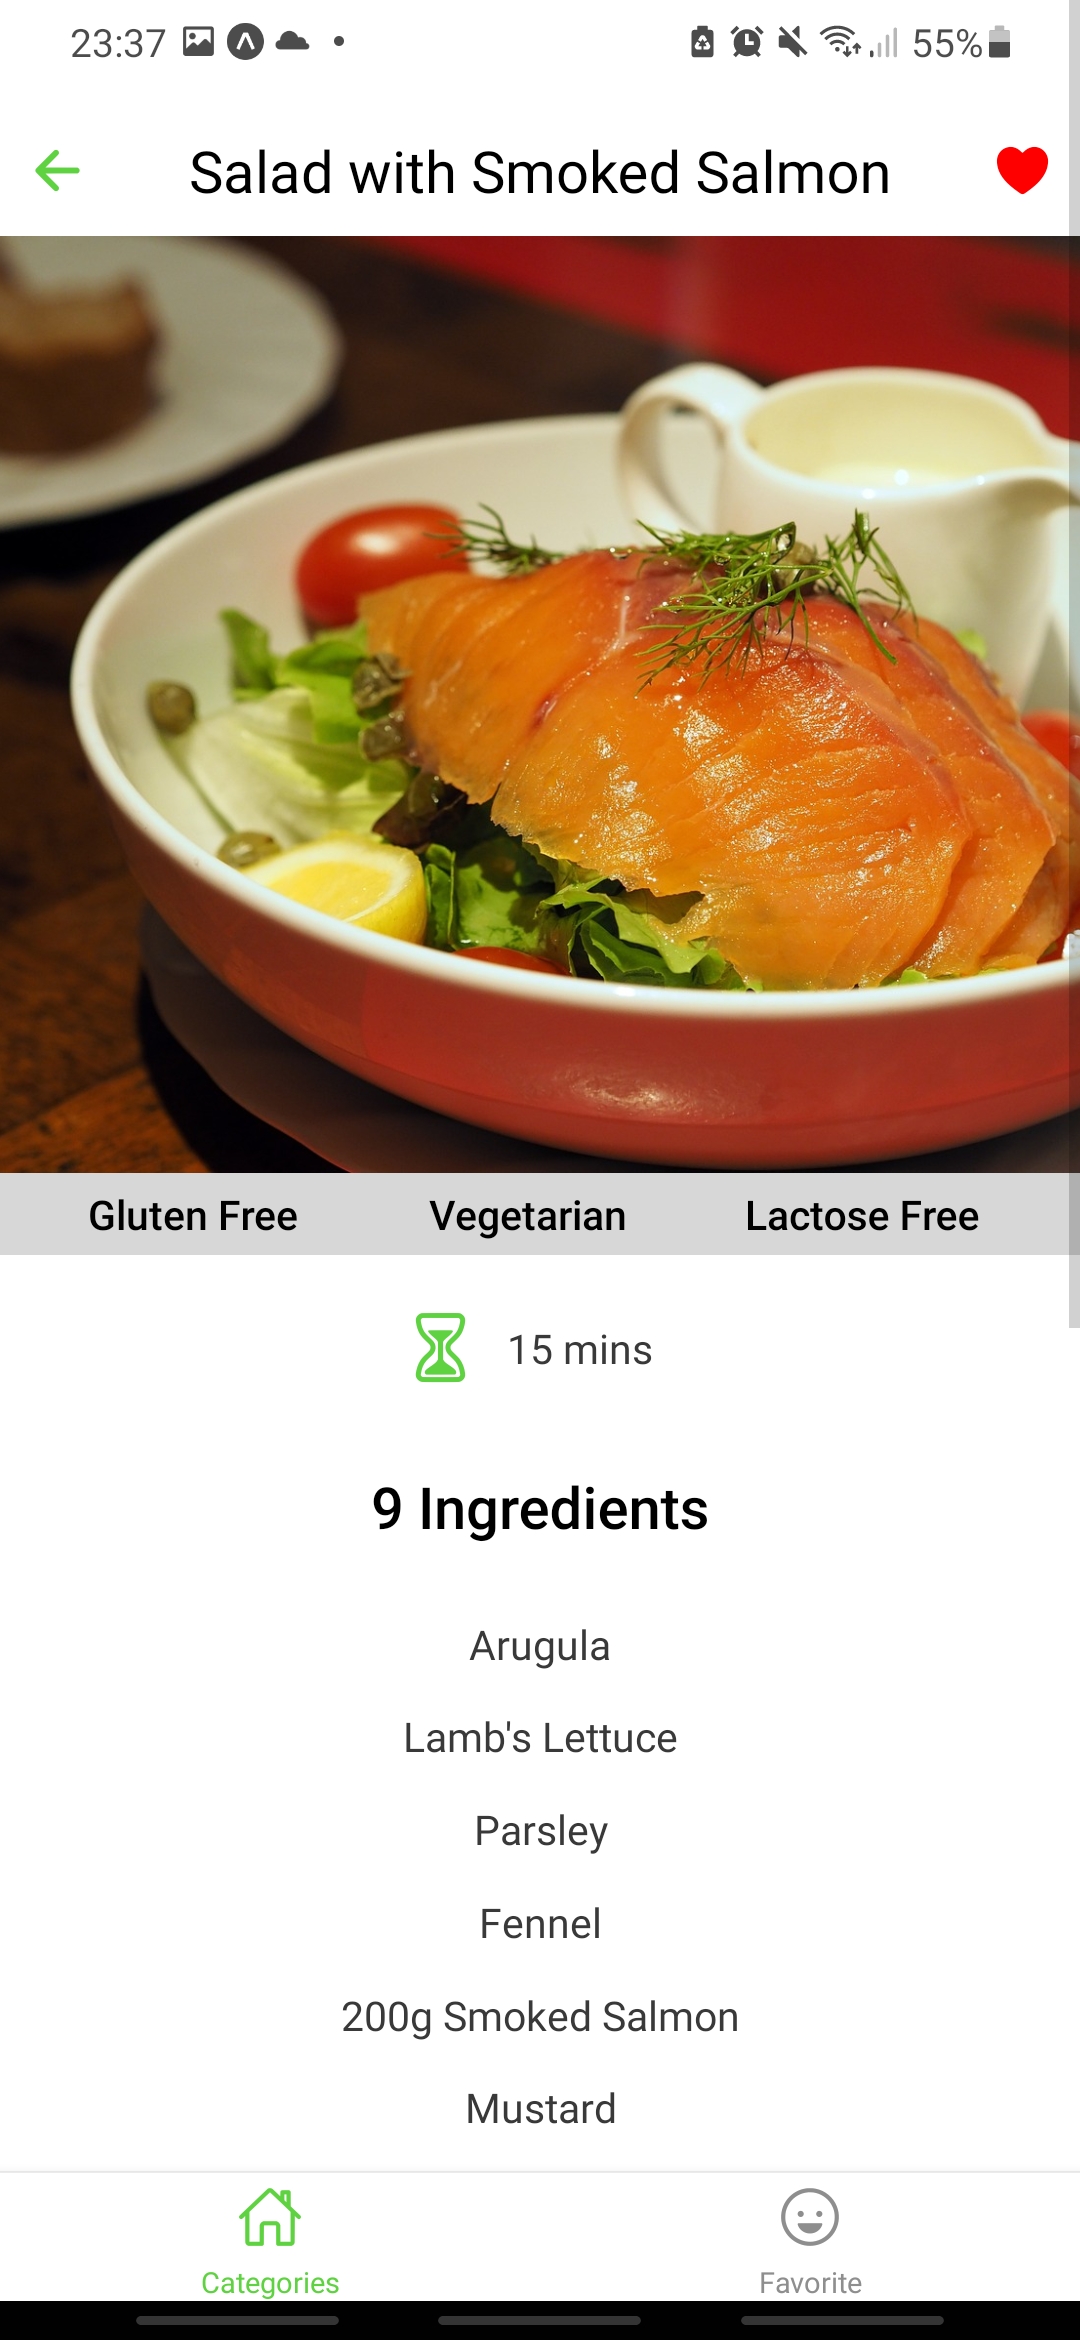 23:37
55%
Salad with Smoked Salmon
Gluten Free Vegetarian Lactose Free
15 mins
9 Ingredients
Arugula
Lamb's Lettuce
Parsley
Fennel
200g Smoked Salmon
Mustard
Categories Favorite